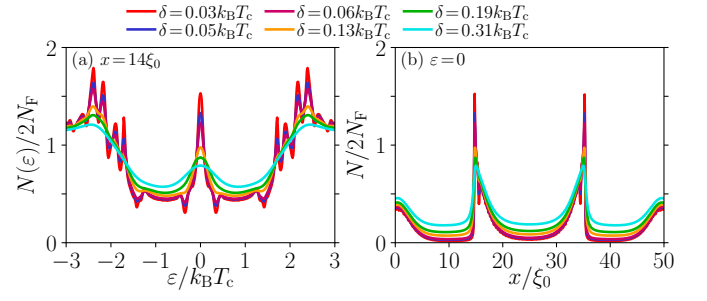 δ=0.03k_BT_c δ=0.06k_BT_c δ=0.19k_BT_c
δ=0.05k_BT_c δ=0.13k_BT_c δ=0.31k_BT_c
(a) x=14ξ_0
N(ε)/2N_F
2
1
0
−3 −2 −1 0 1 2 3
ε/k_BT_c
(b) ε=0
N/2N_F
2
1
0
0 10 20 30 40 50
x/ξ_0